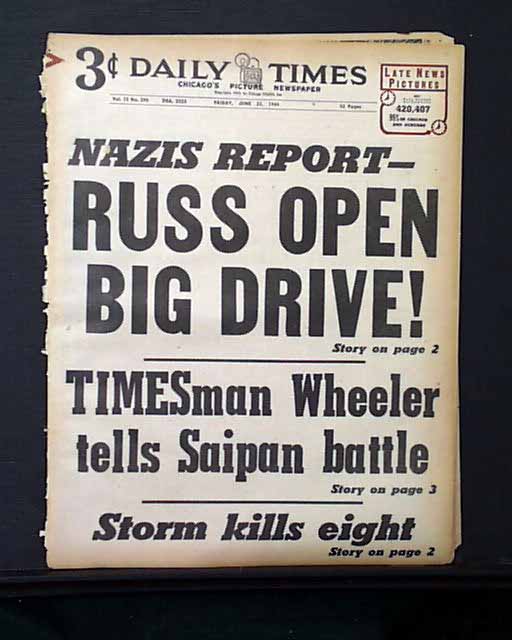 3¢ DAILY TIMES
CHICAGO'S PICTURE NEWSPAPER
LATE NEWS
PICTURES
420,407
FRIDAY, JUNE 23, 1944
52 Pages
NAZIS REPORT—
RUSS OPEN
BIG DRIVE!
Story on page 2
TIMESman Wheeler
tells Saipan battle
Story on page 3
Storm kills eight
Story on page 2